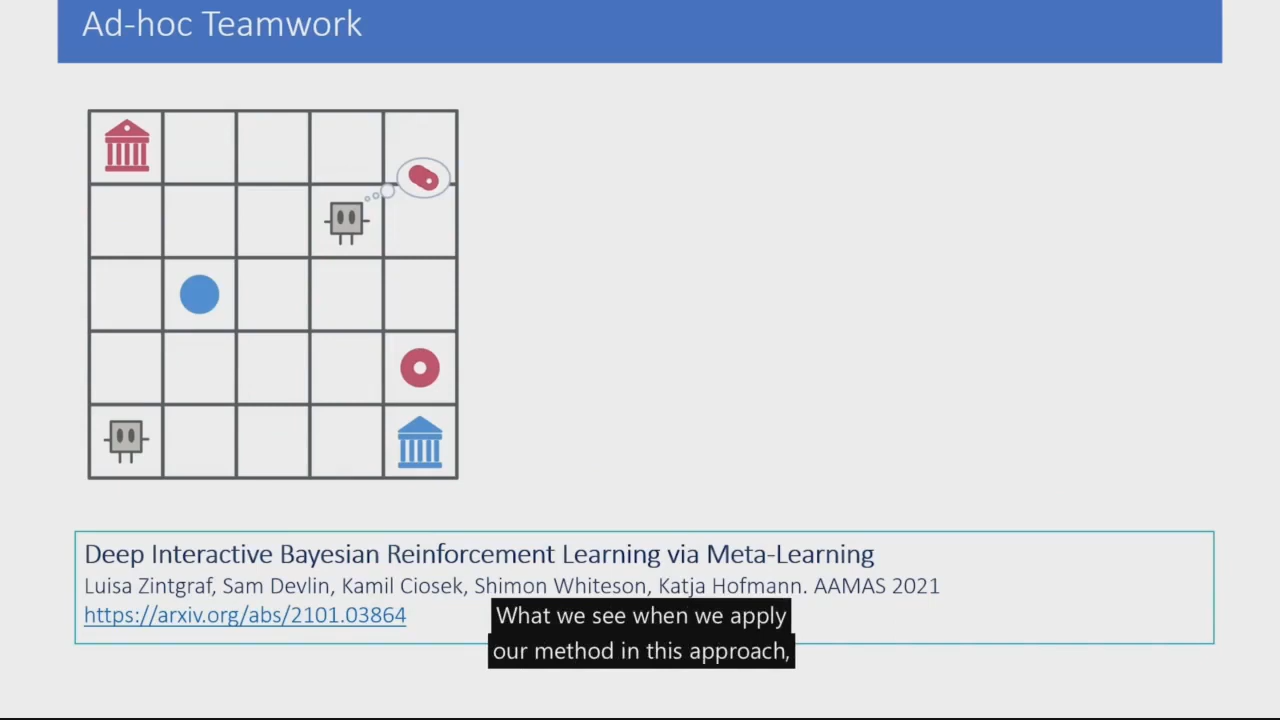 Ad-hoc Teamwork
Deep Interactive Bayesian Reinforcement Learning via Meta-Learning
Luisa Zintgraf, Sam Devlin, Kamil Ciosek, Shimon Whiteson, Katja Hofmann. AAMAS 2021
https://arxiv.org/abs/2101.03864
What we see when we apply
our method in this approach,